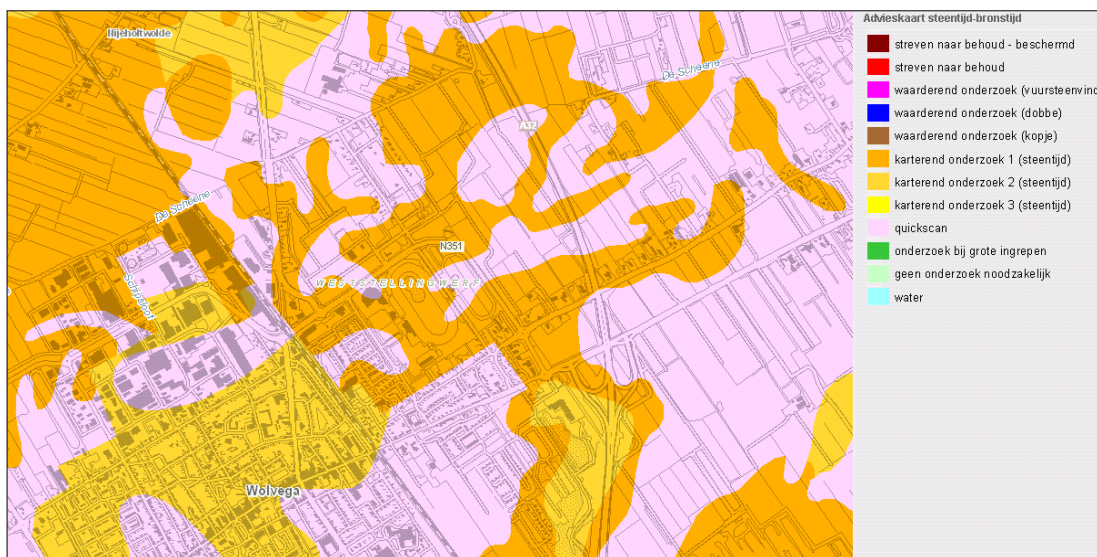 Nijeholtwolde
De Scheene
A32
De Scheene
N351
WESTSTELLINGWERF
Schipsloot
Wolvega
Advieskaart steentijd-bronstijd
streven naar behoud - beschermd
streven naar behoud
waarderend onderzoek (vuursteenvind
waarderend onderzoek (dobbe)
waarderend onderzoek (kopje)
karterend onderzoek 1 (steentijd)
karterend onderzoek 2 (steentijd)
karterend onderzoek 3 (steentijd)
quickscan
onderzoek bij grote ingrepen
geen onderzoek noodzakelijk
water